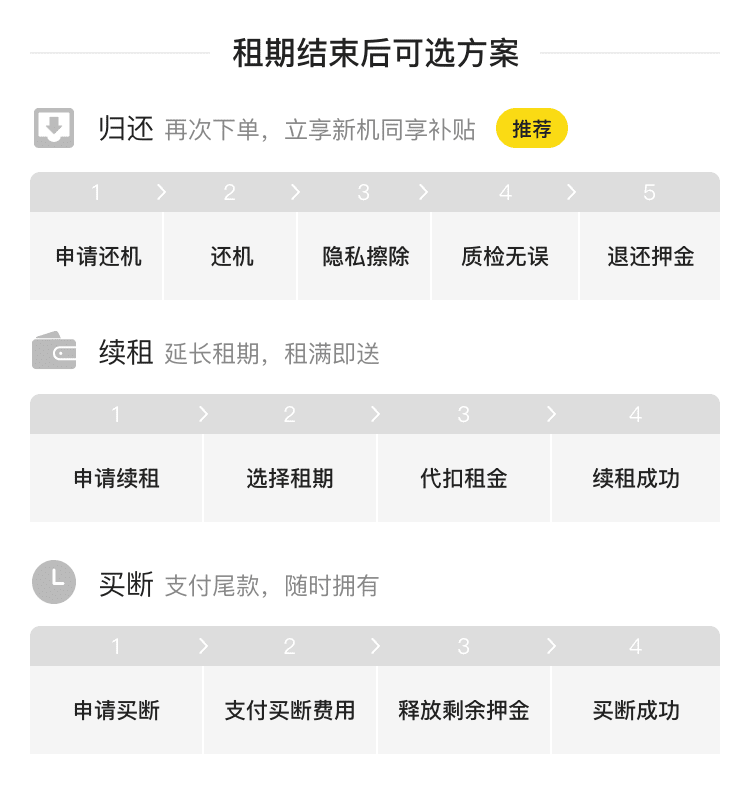 租期结束后可选方案
归还 再次下单，立享新机同享补贴 推荐
1 2 3 4 5
申请还机 还机 隐私擦除 质检无误 退还押金
续租 延长租期，租满即送
1 2 3 4
申请续租 选择租期 代扣租金 续租成功
买断 支付尾款，随时拥有
1 2 3 4
申请买断 支付买断费用 释放剩余押金 买断成功